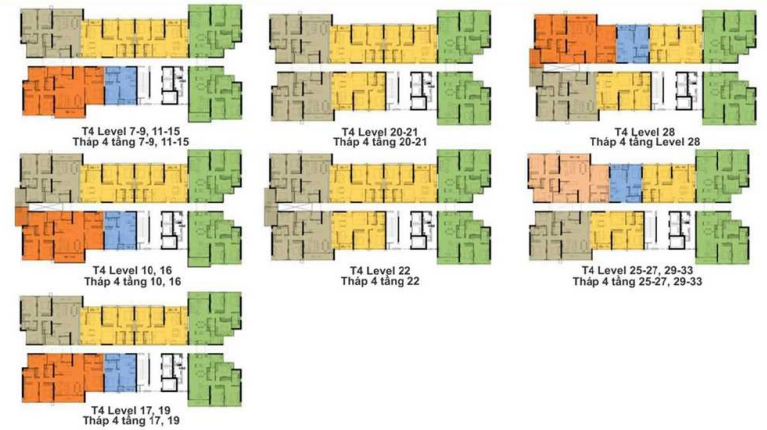 T4 Level 7-9, 11-15
Tháp 4 tầng 7-9, 11-15
T4 Level 20-21
Tháp 4 tầng 20-21
T4 Level 28
Tháp 4 tầng Level 28
T4 Level 10, 16
Tháp 4 tầng 10, 16
T4 Level 22
Tháp 4 tầng 22
T4 Level 25-27, 29-33
Tháp 4 tầng 25-27, 29-33
T4 Level 17, 19
Tháp 4 tầng 17, 19